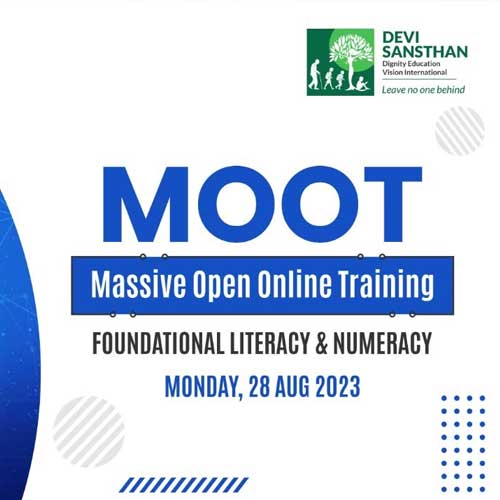 DEVI
SANSTHAN
Dignity Education
Vision International
Leave no one behind
MOOT
Massive Open Online Training
FOUNDATIONAL LITERACY & NUMERACY
MONDAY, 28 AUG 2023